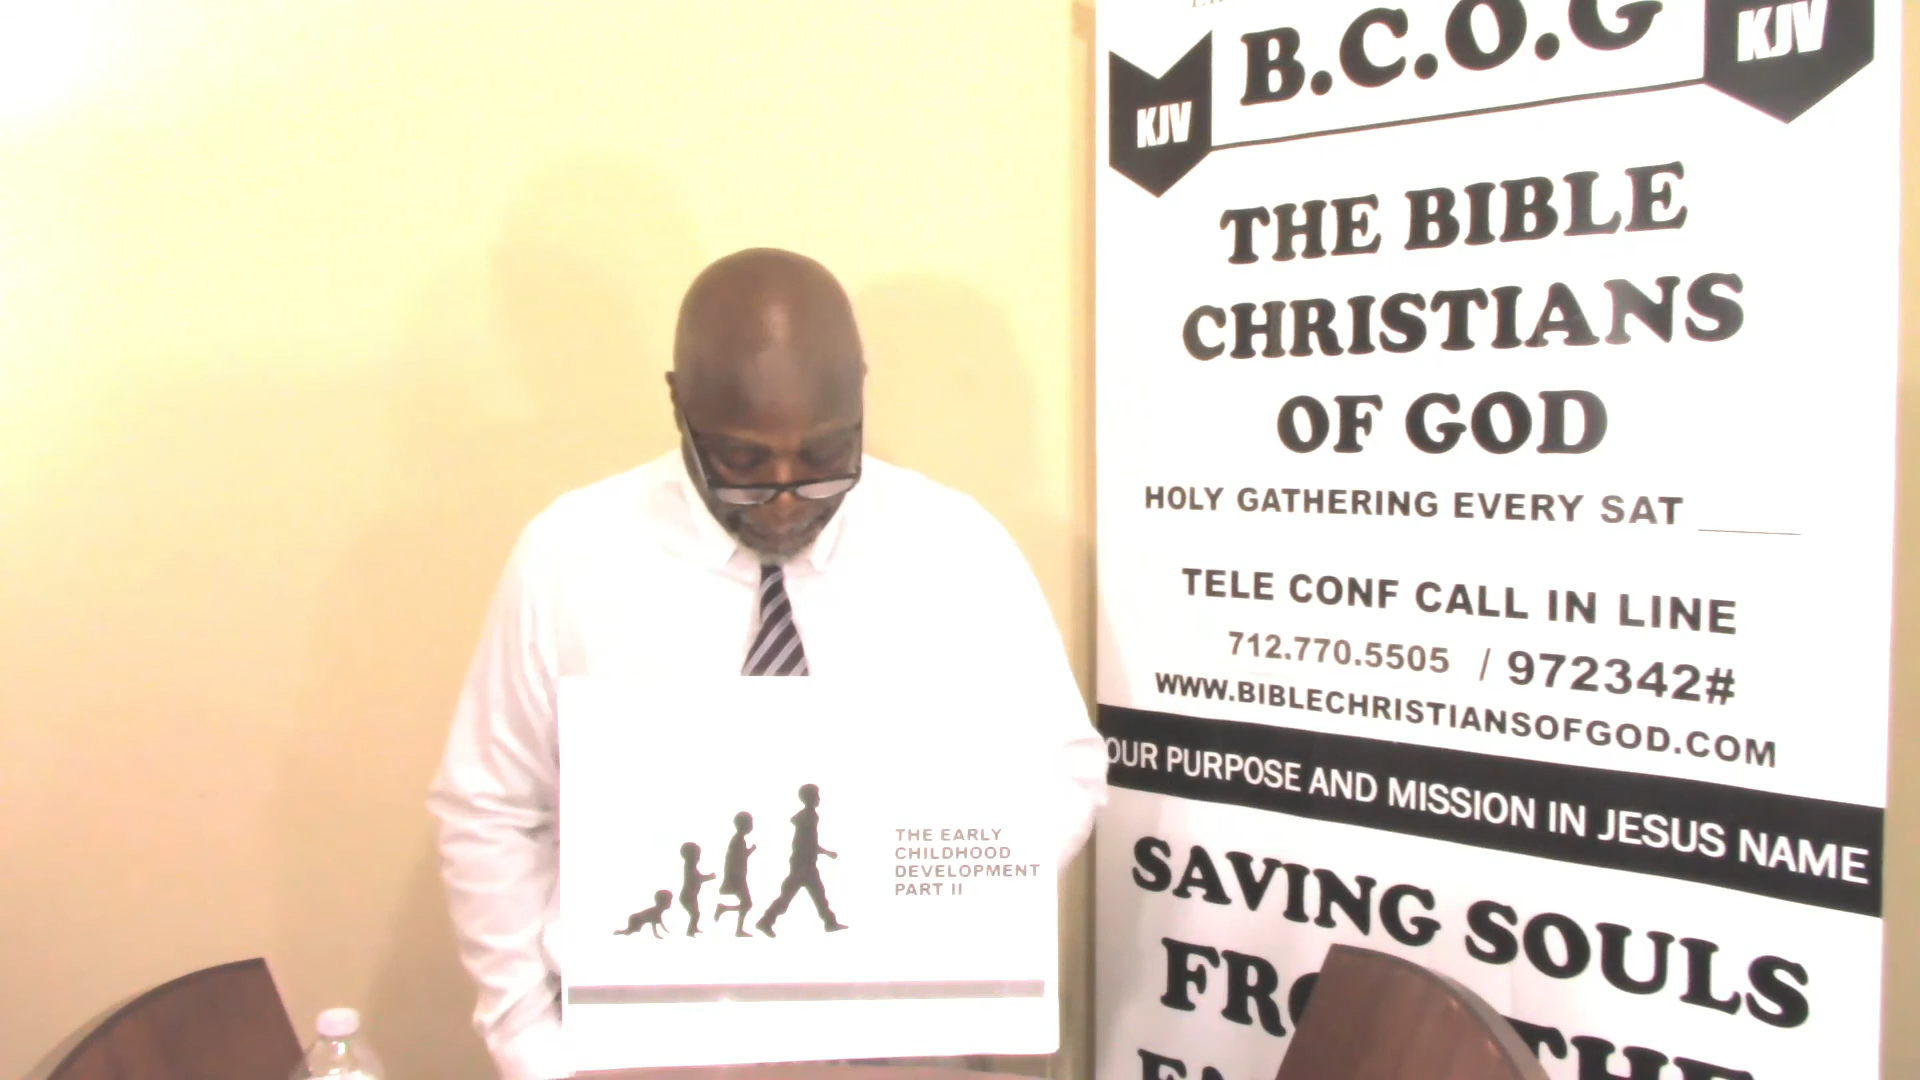 B.C.O.G
KJV
KJV
THE BIBLE
CHRISTIANS
OF GOD
HOLY GATHERING EVERY SAT
TELE CONF CALL IN LINE
712.770.5505 / 972342#
WWW.BIBLECHRISTIANSOFGOD.COM
OUR PURPOSE AND MISSION IN JESUS NAME
SAVING SOULS
THE EARLY
CHILDHOOD
DEVELOPMENT
PART II